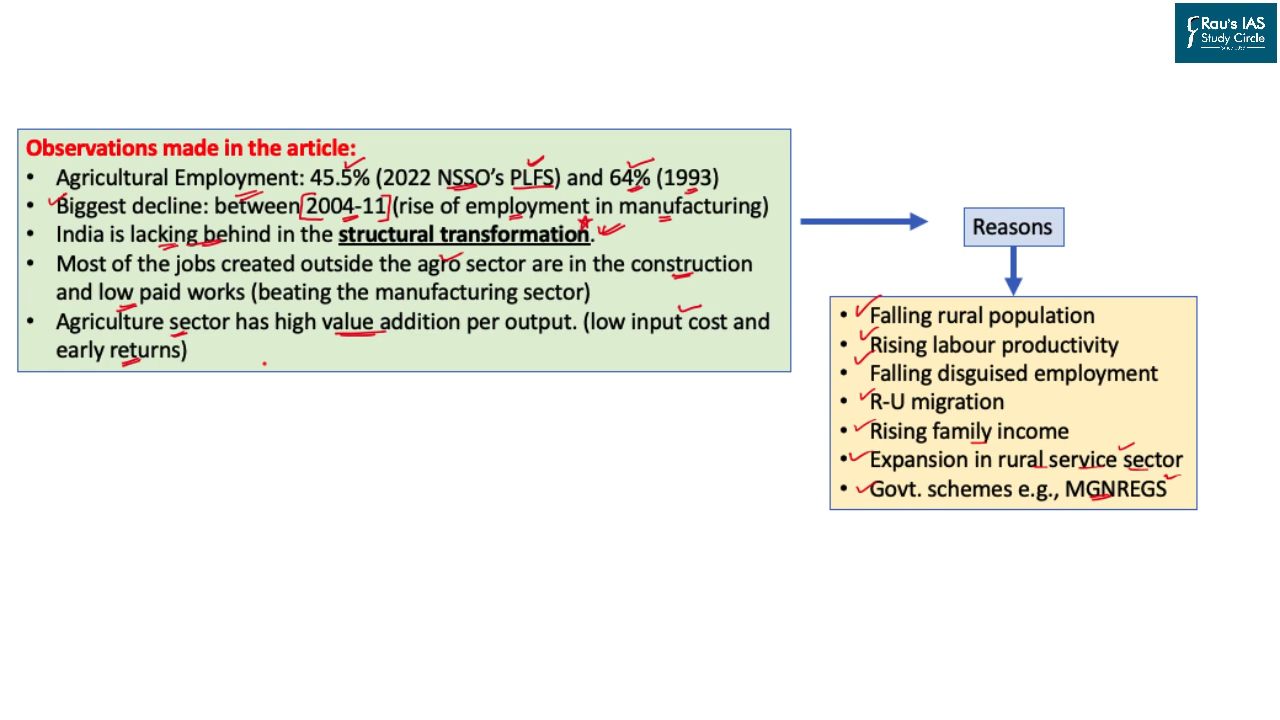 Rau's IAS
Study Circle
Observations made in the article:
• Agricultural Employment: 45.5% (2022 NSSO's PLFS) and 64% (1993)
• Biggest decline: between 2004-11 (rise of employment in manufacturing)
• India is lacking behind in the structural transformation.
• Most of the jobs created outside the agro sector are in the construction
and low paid works (beating the manufacturing sector)
• Agriculture sector has high value addition per output. (low input cost and
early returns)
Reasons
• Falling rural population
• Rising labour productivity
• Falling disguised employment
• R-U migration
• Rising family income
• Expansion in rural service sector
• Govt. schemes e.g., MGNREGS